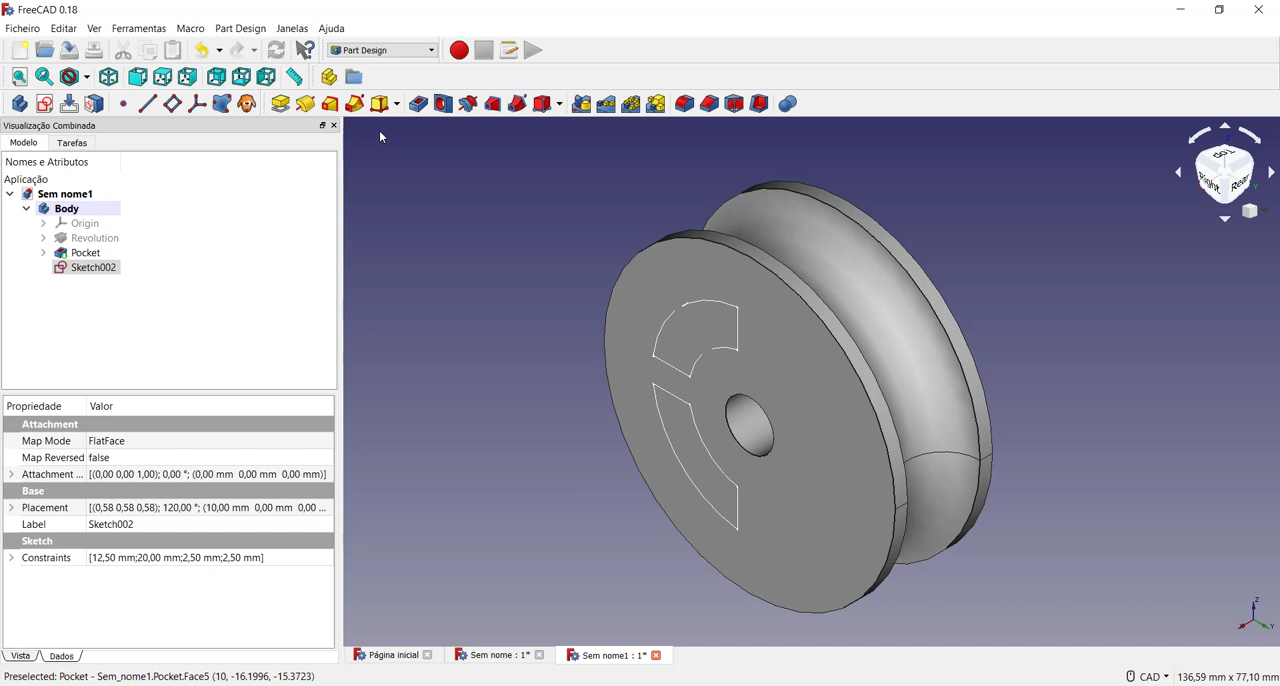 FreeCAD 0.18
Ficheiro Editar Ver Ferramentas Macro Part Design Janelas Ajuda
Part Design
Visualização Combinada
Modelo Tarefas
Nomes e Atributos
Aplicação
Sem nome1
Body
Origin
Revolution
Pocket
Sketch002
Propriedade Valor
Attachment
Map Mode FlatFace
Map Reversed false
Attachment ... [(0,00 0,00 1,00); 0,00 °; (0,00 mm 0,00 mm 0,00 mm)]
Base
Placement [(0,58 0,58 0,58); 120,00 °; (10,00 mm 0,00 mm 0,00 ...
Label Sketch002
Sketch
Constraints [12,50 mm;20,00 mm;2,50 mm;2,50 mm]
Vista Dados
Top
Right Rear
Z
X Y
Página inicial Sem nome : 1* Sem nome1 : 1*
Preselected: Pocket - Sem_nome1.Pocket.Face5 (10, -16.1996, -15.3723) CAD 136,59 mm x 77,10 mm